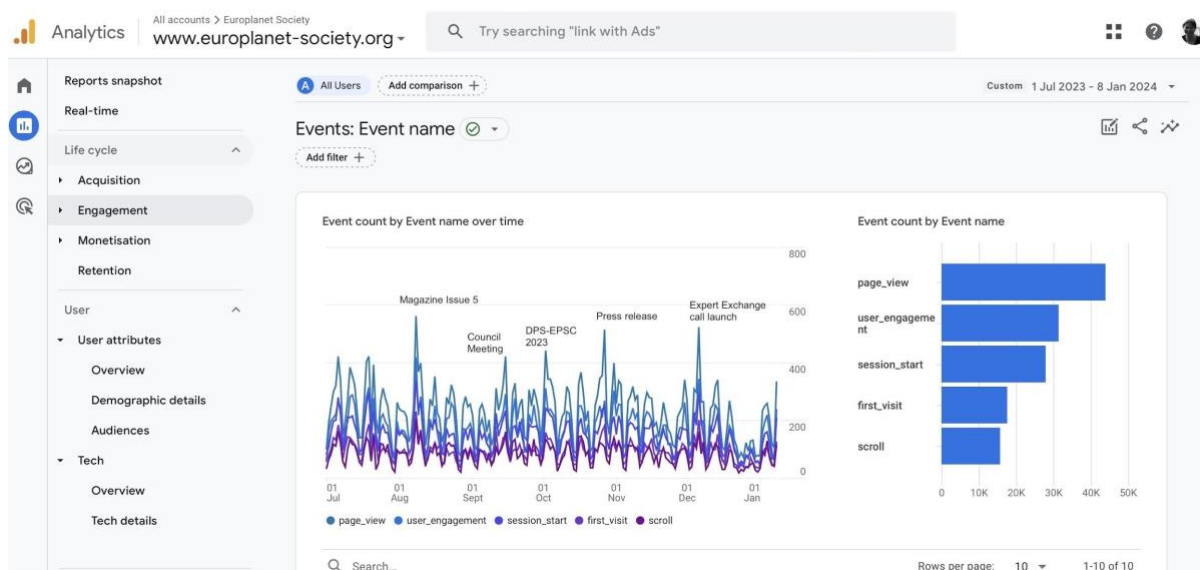 Analytics
All accounts > Europlanet Society
www.europlanet-society.org
Try searching "link with Ads"
Reports snapshot
Real-time
Life cycle
Acquisition
Engagement
Monetisation
Retention
User
User attributes
Overview
Demographic details
Audiences
Tech
Overview
Tech details
A All Users
Add comparison +
Custom 1 Jul 2023 - 8 Jan 2024
Events: Event name
Add filter +
Event count by Event name over time
800
600
400
200
0
Magazine Issue 5
Council
Meeting
DPS-EPSC
2023
Press release
Expert Exchange
call launch
01
Jul
01
Aug
01
Sept
01
Oct
01
Nov
01
Dec
01
Jan
page_view user_engagement session_start first_visit scroll
Event count by Event name
page_view
user_engageme
nt
session_start
first_visit
scroll
0 10K 20K 30K 40K 50K
Search...
Rows per page: 10 1-10 of 10